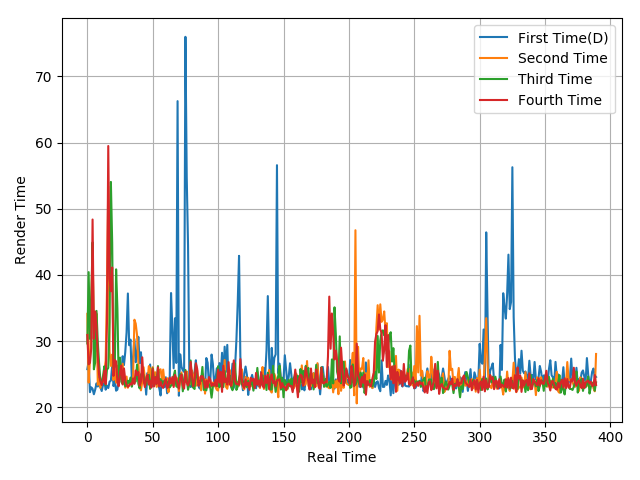 First Time(D)
Second Time
Third Time
Fourth Time
Render Time
70
60
50
40
30
20
0
50
100
150
200
250
300
350
400
Real Time